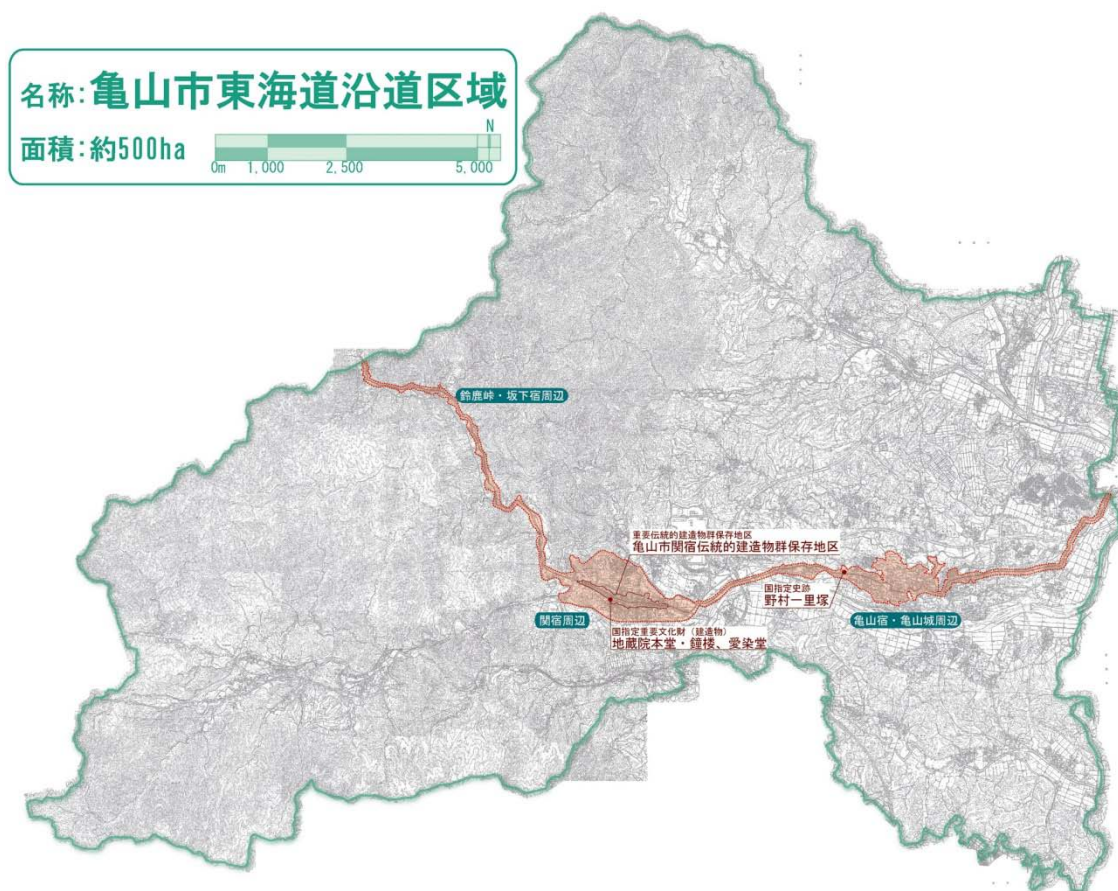 名称:亀山市東海道沿道区域
面積:約500ha
N
0m 1,000 2,500 5,000
鈴鹿峠・坂下宿周辺
重要伝統的建造物群保存地区
亀山市関宿伝統的建造物群保存地区
国指定史跡
野村一里塚
関宿周辺
亀山宿・亀山城周辺
国指定重要文化財(建造物)
地蔵院本堂・鐘楼、愛染堂